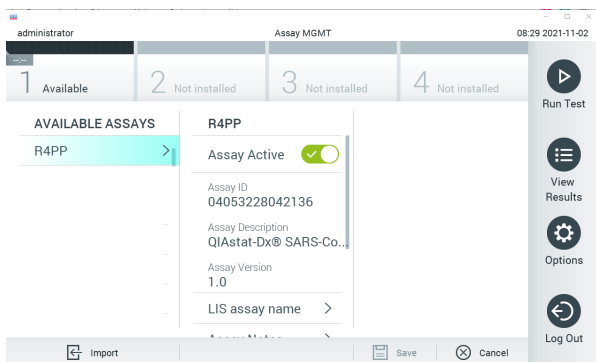 administrator
Assay MGMT
08:29 2021-11-02
--:--
1 Available
2 Not installed
3 Not installed
4 Not installed
Run Test
View
Results
Options
Log Out
AVAILABLE ASSAYS
R4PP
R4PP
Assay Active
Assay ID
04053228042136
Assay Description
QIAstat-Dx® SARS-Co...
Assay Version
1.0
LIS assay name
Assay Notes
Import
Save
Cancel